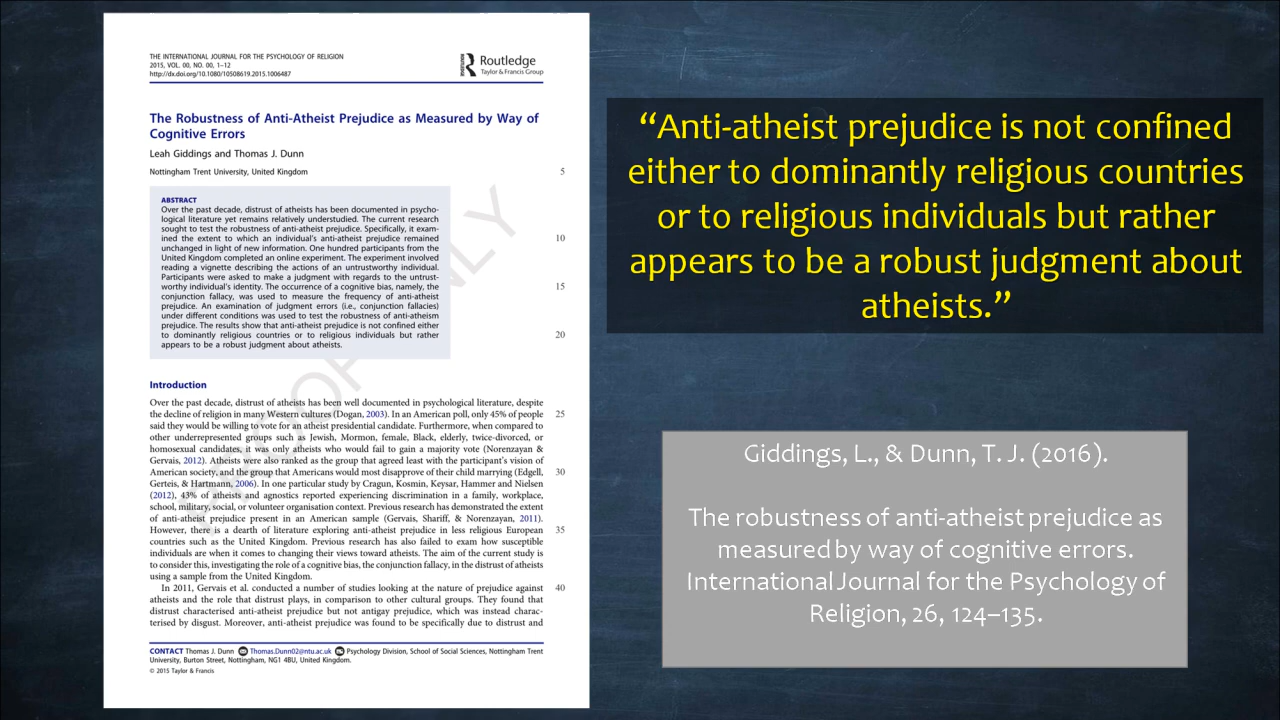 THE INTERNATIONAL JOURNAL FOR THE PSYCHOLOGY OF RELIGION
2015, VOL. 00, NO. 00, 1–12
http://dx.doi.org/10.1080/10508619.2015.1006487
ROUTLEDGE
Routledge
Taylor & Francis Group
The Robustness of Anti-Atheist Prejudice as Measured by Way of
Cognitive Errors
Leah Giddings and Thomas J. Dunn
Nottingham Trent University, United Kingdom
5
ABSTRACT
Over the past decade, distrust of atheists has been documented in psycho-
logical literature yet remains relatively understudied. The current research
sought to test the robustness of anti-atheist prejudice. Specifically, it exam-
ined the extent to which an individual's anti-atheist prejudice remained
10
unchanged in light of new information. One hundred participants from the
United Kingdom completed an online experiment. The experiment involved
reading a vignette describing the actions of an untrustworthy individual.
Participants were asked to make a judgment with regards to the untrust-
worthy individual's identity. The occurrence of a cognitive bias, namely, the
15
conjunction fallacy, was used to measure the frequency of anti-atheist
prejudice. An examination of judgment errors (i.e., conjunction fallacies)
under different conditions was used to test the robustness of anti-atheism
prejudice. The results show that anti-atheist prejudice is not confined either
to dominantly religious countries or to religious individuals but rather
20
appears to be a robust judgment about atheists.
Introduction
Over the past decade, distrust of atheists has been well documented in psychological literature, despite
the decline of religion in many Western cultures (Dogan, 2003). In an American poll, only 45% of people
25
said they would be willing to vote for an atheist presidential candidate. Furthermore, when compared to
other underrepresented groups such as Jewish, Mormon, female, Black, elderly, twice-divorced, or
homosexual candidates, it was only atheists who would fail to gain a majority vote (Norenzayan &
Gervais, 2012). Atheists were also ranked as the group that agreed least with the participant's vision of
American society, and the group that Americans would most disapprove of their child marrying (Edgell,
30
Gerteis, & Hartmann, 2006). In one particular study by Cragun, Kosmin, Keysar, Hammer and Nielsen
(2012), 43% of atheists and agnostics reported experiencing discrimination in a family, workplace,
school, military, social, or volunteer organisation context. Previous research has demonstrated the extent
of anti-atheist prejudice present in an American sample (Gervais, Shariff, & Norenzayan, 2011).
However, there is a dearth of literature exploring anti-atheist prejudice in less religious European
35
countries such as the United Kingdom. Previous research has also failed to exam how susceptible
individuals are when it comes to changing their views toward atheists. The aim of the current study is
to consider this, investigating the role of a cognitive bias, the conjunction fallacy, in the distrust of atheists
using a sample from the United Kingdom.
In 2011, Gervais et al. conducted a number of studies looking at the nature of prejudice against
40
atheists and the role that distrust plays, in comparison to other cultural groups. They found that
distrust characterised anti-atheist prejudice but not antigay prejudice, which was instead charac-
terised by disgust. Moreover, anti-atheist prejudice was found to be specifically due to distrust and
CONTACT Thomas J. Dunn Thomas.Dunn02@ntu.ac.uk Psychology Division, School of Social Sciences, Nottingham Trent
University, Burton Street, Nottingham, NG1 4BU, United Kingdom.
© 2015 Taylor & Francis
“Anti-atheist prejudice is not confined
either to dominantly religious countries
or to religious individuals but rather
appears to be a robust judgment about
atheists.”
Giddings, L., & Dunn, T. J. (2016).
The robustness of anti-atheist prejudice as
measured by way of cognitive errors.
International Journal for the Psychology of
Religion, 26, 124–135.